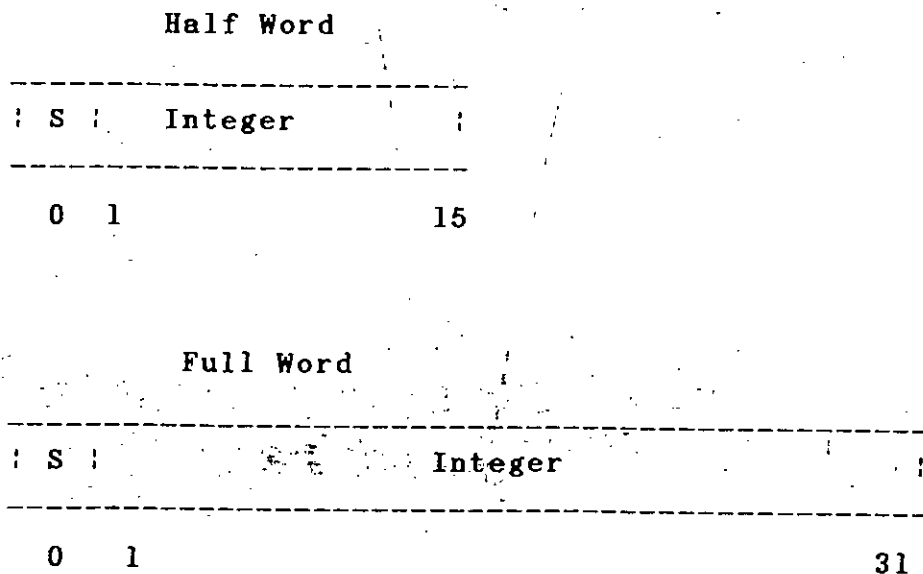 Half Word
------------------------------
¦ S ¦ Integer ¦
------------------------------
0 1 15
Full Word
------------------------------------------------------------
¦ S ¦ Integer ¦
------------------------------------------------------------
0 1 31